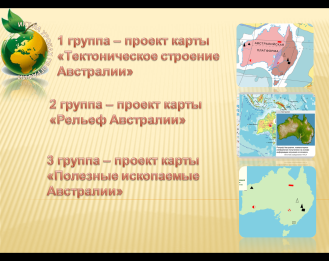 1 группа – проект карты
«Тектоническое строение
Австралии»
2 группа – проект карты
«Рельеф Австралии»
3 группа – проект карты
«Полезные ископаемые
Австралии»